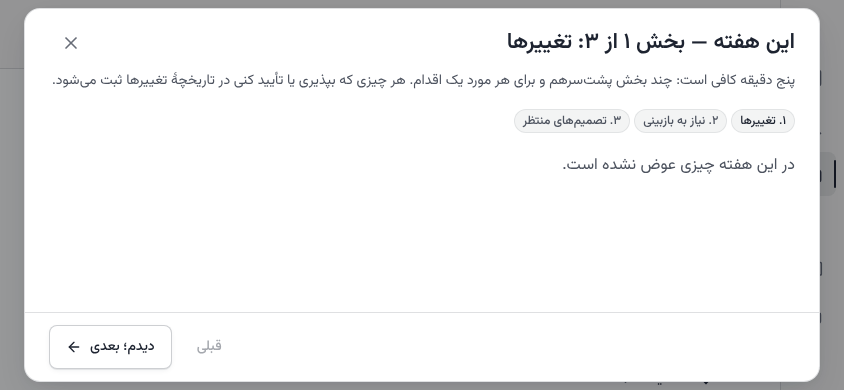 این هفته — بخش ۱ از ۳: تغییرها
پنج دقیقه کافی است: چند بخش پشت‌سرهم و برای هر مورد یک اقدام. هر چیزی که بپذیری یا تأیید کنی در تاریخچهٔ تغییرها ثبت می‌شود.
۱. تغییرها ۲. نیاز به بازبینی ۳. تصمیم‌های منتظر
در این هفته چیزی عوض نشده است.
قبلی دیدم؛ بعدی ←